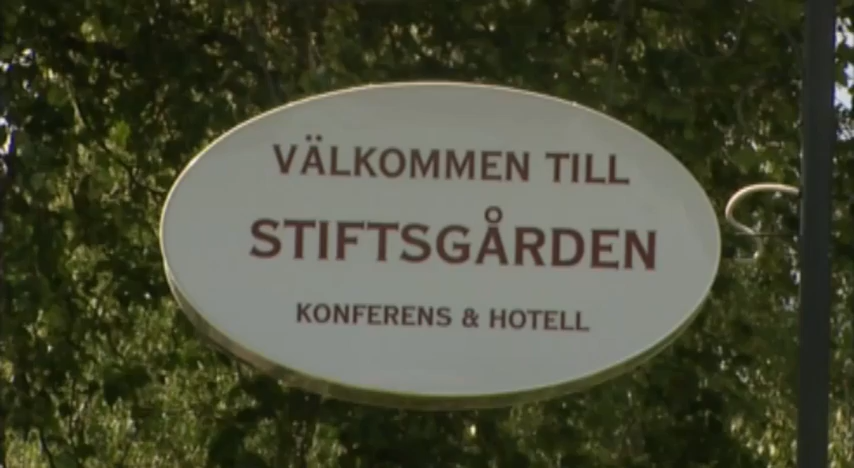 VÄLKOMMEN TILL
STIFTSGÅRDEN
KONFERENS & HOTELL